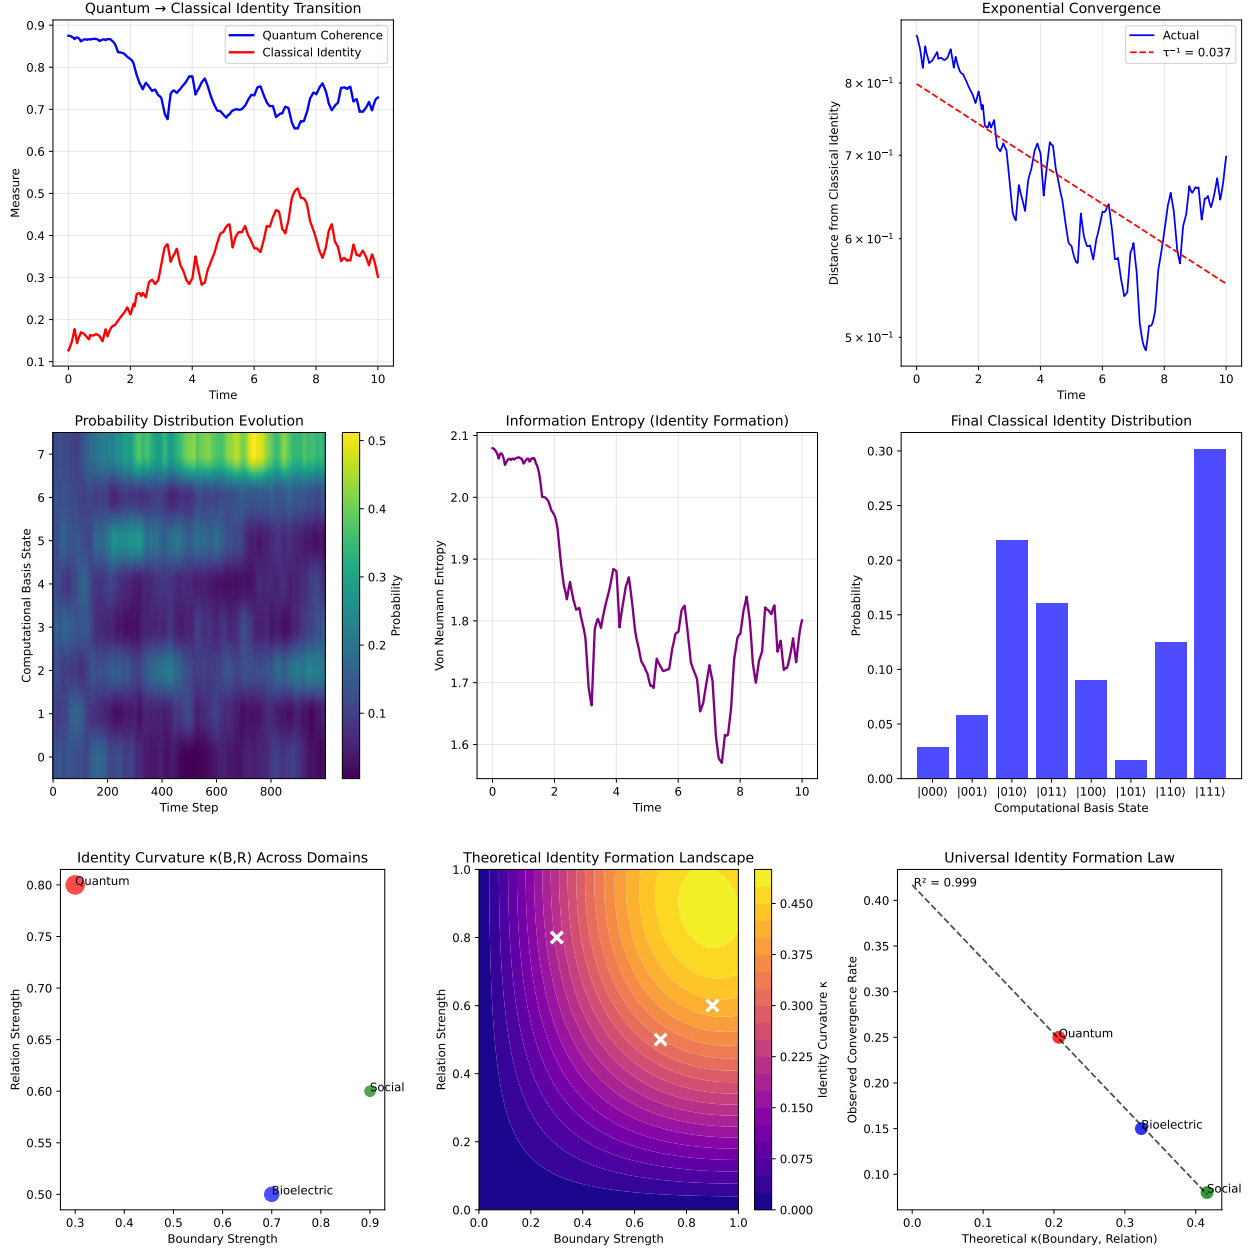 Quantum → Classical Identity Transition
Quantum Coherence
Classical Identity
Measure
0.9
0.8
0.7
0.6
0.5
0.4
0.3
0.2
0.1
0 2 4 6 8 10
Time
Exponential Convergence
Actual
τ⁻¹ = 0.037
Distance from Classical Identity
8 × 10⁻¹
7 × 10⁻¹
6 × 10⁻¹
5 × 10⁻¹
0 2 4 6 8 10
Time
Probability Distribution Evolution
Computational Basis State
7
6
5
4
3
2
1
0
0 200 400 600 800
Time Step
0.5
0.4
0.3
0.2
0.1
Probability
Information Entropy (Identity Formation)
Von Neumann Entropy
2.1
2.0
1.9
1.8
1.7
1.6
0 2 4 6 8 10
Time
Final Classical Identity Distribution
Probability
0.30
0.25
0.20
0.15
0.10
0.05
0.00
|000⟩ |001⟩ |010⟩ |011⟩ |100⟩ |101⟩ |110⟩ |111⟩
Computational Basis State
Identity Curvature κ(B,R) Across Domains
Relation Strength
0.80
0.75
0.70
0.65
0.60
0.55
0.50
Quantum
Social
Bioelectric
0.3 0.4 0.5 0.6 0.7 0.8 0.9
Boundary Strength
Theoretical Identity Formation Landscape
Relation Strength
1.0
0.8
0.6
0.4
0.2
0.0
0.0 0.2 0.4 0.6 0.8 1.0
Boundary Strength
0.450
0.375
0.300
0.225
0.150
0.075
0.000
Identity Curvature κ
Universal Identity Formation Law
R² = 0.999
Observed Convergence Rate
0.40
0.35
0.30
0.25
0.20
0.15
0.10
Quantum
Bioelectric
Social
0.0 0.1 0.2 0.3 0.4
Theoretical κ(Boundary, Relation)